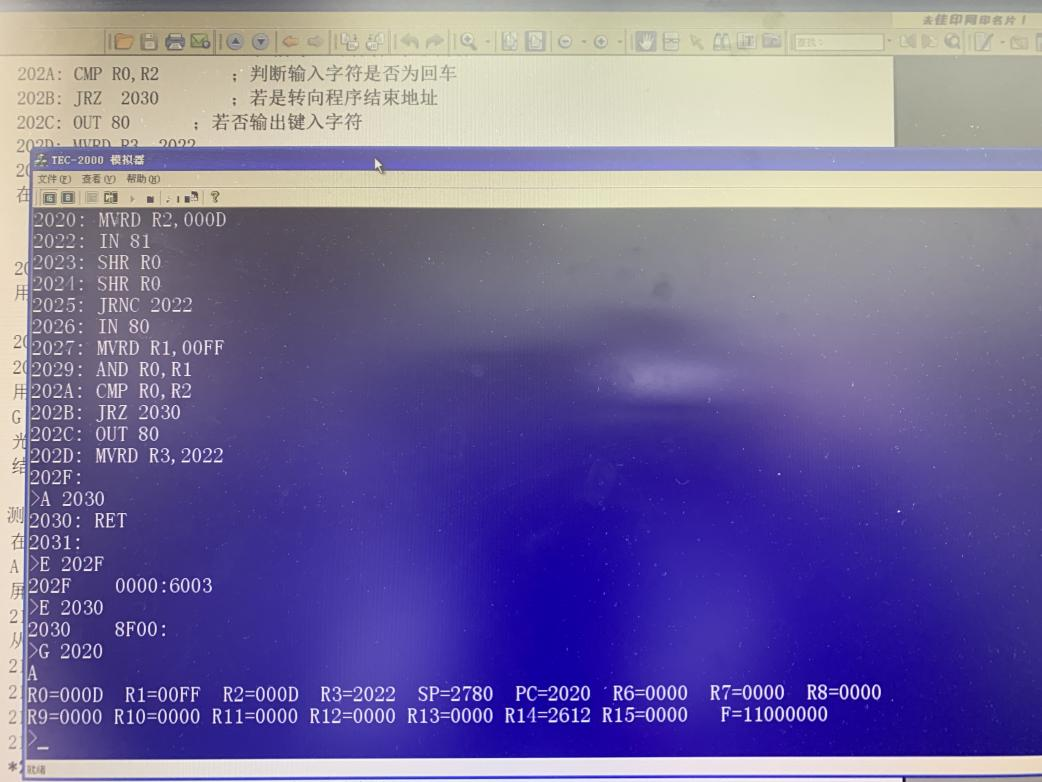 去佳印网印名片！
查找：
202A: CMP R0,R2 ；判断输入字符是否为回车
202B: JRZ 2030 ；若是转向程序结束地址
202C: OUT 80 ；若否输出键入字符
202D: MVRD R3, 2022
TEC-2000 模拟器
文件(F) 查看(V) 帮助(H)
2020: MVRD R2,000D
2022: IN 81
2023: SHR R0
2024: SHR R0
2025: JRNC 2022
2026: IN 80
2027: MVRD R1,00FF
2029: AND R0,R1
202A: CMP R0,R2
202B: JRZ 2030
202C: OUT 80
202D: MVRD R3,2022
202F:
>A 2030
2030: RET
2031:
>E 202F
202F 0000:6003
>E 2030
2030 8F00:
>G 2020
A
R0=000D R1=00FF R2=000D R3=2022 SP=2780 PC=2020 R6=0000 R7=0000 R8=0000
R9=0000 R10=0000 R11=0000 R12=0000 R13=0000 R14=2612 R15=0000 F=11000000
>_
就绪